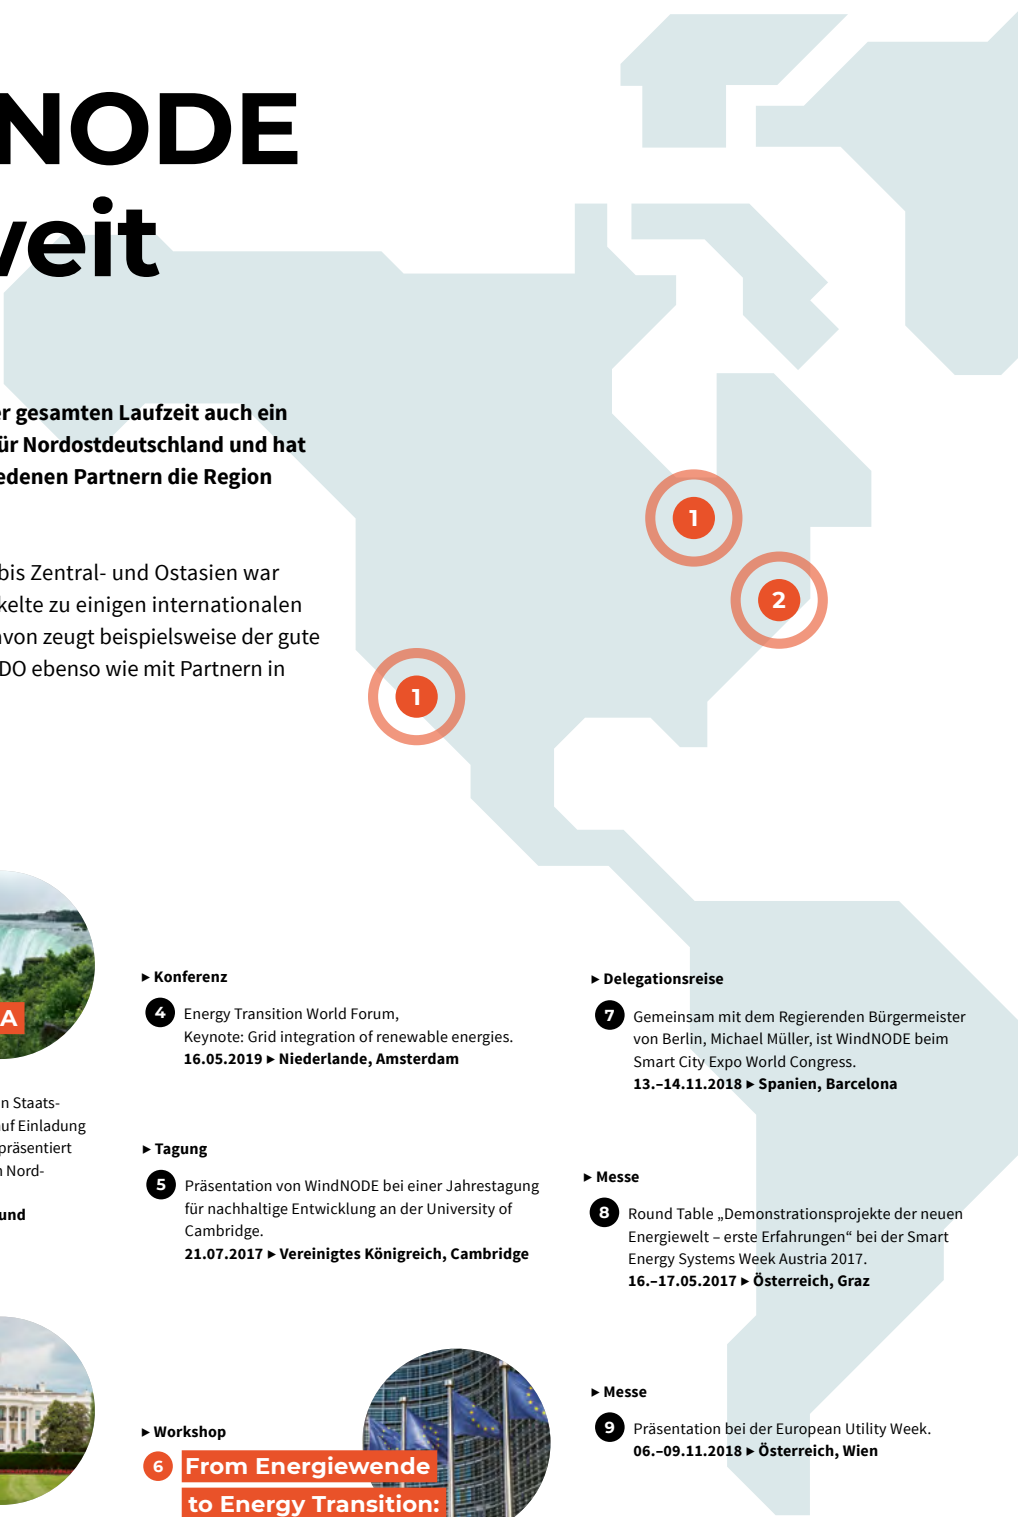 NODE
weit
er gesamten Laufzeit auch ein
für Nordostdeutschland und hat
edenen Partnern die Region
bis Zentral- und Ostasien war
kelte zu einigen internationalen
avon zeugt beispielsweise der gute
DO ebenso wie mit Partnern in
1
2
1
A
n Staats-
uf Einladung
präsentiert
n Nord-
und
▸ Konferenz
4 Energy Transition World Forum,
Keynote: Grid integration of renewable energies.
16.05.2019 ▸ Niederlande, Amsterdam
▸ Tagung
5 Präsentation von WindNODE bei einer Jahrestagung
für nachhaltige Entwicklung an der University of
Cambridge.
21.07.2017 ▸ Vereinigtes Königreich, Cambridge
▸ Workshop
6 From Energiewende
to Energy Transition:
▸ Delegationsreise
7 Gemeinsam mit dem Regierenden Bürgermeister
von Berlin, Michael Müller, ist WindNODE beim
Smart City Expo World Congress.
13.–14.11.2018 ▸ Spanien, Barcelona
▸ Messe
8 Round Table „Demonstrationsprojekte der neuen
Energiewelt – erste Erfahrungen“ bei der Smart
Energy Systems Week Austria 2017.
16.–17.05.2017 ▸ Österreich, Graz
▸ Messe
9 Präsentation bei der European Utility Week.
06.–09.11.2018 ▸ Österreich, Wien